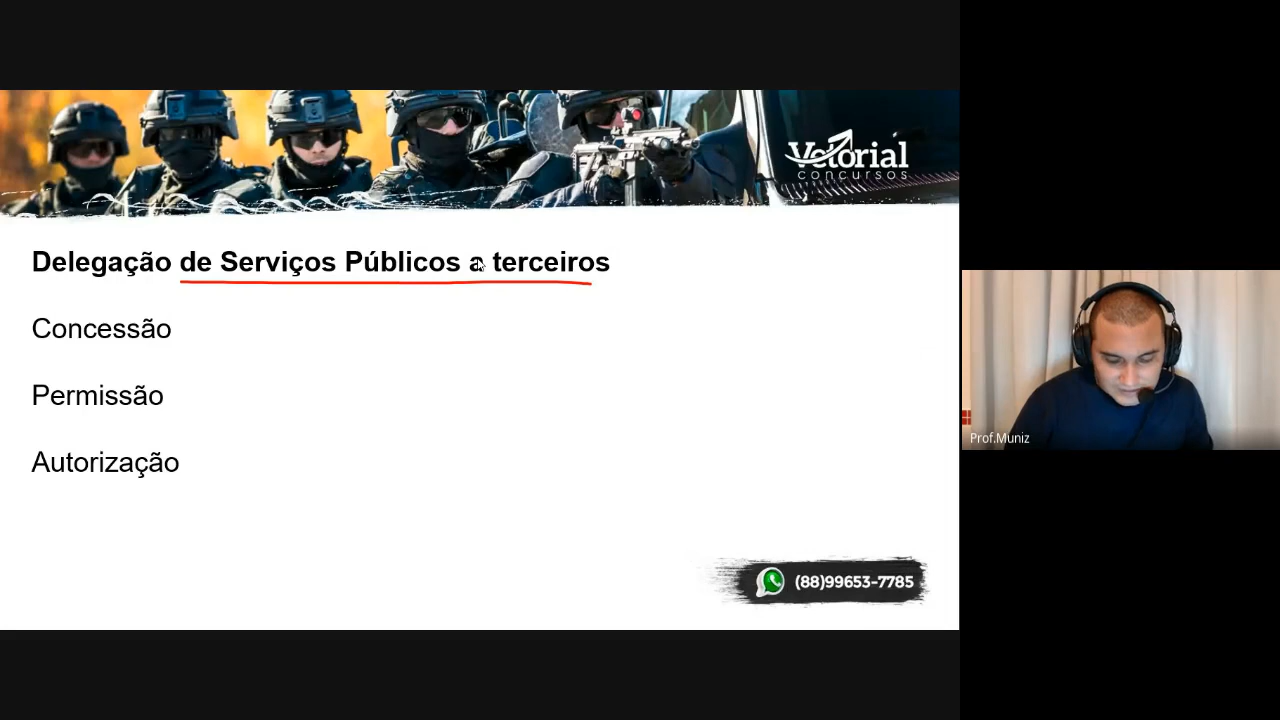 Vetorial
concursos
Delegação de Serviços Públicos a terceiros
Concessão
Permissão
Autorização
(88)99653-7785
Prof.Muniz